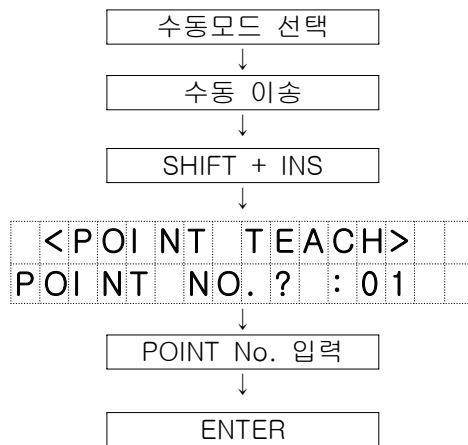 수동모드 선택
↓
수동 이송
↓
SHIFT + INS
↓
<POINT TEACH>
POINT NO.? :01
↓
POINT No. 입력
↓
ENTER